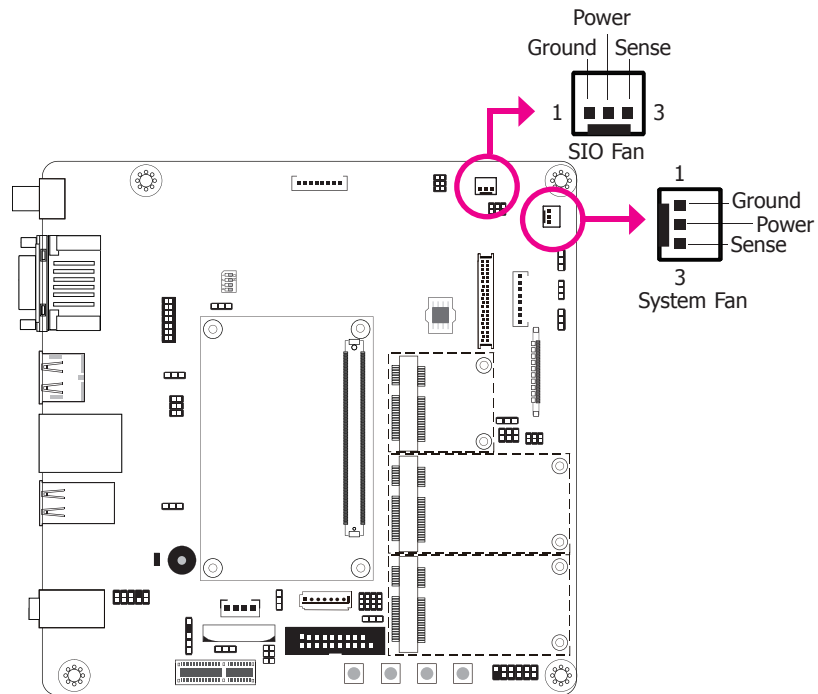 Power
Ground Sense
1 3
SIO Fan
1
Ground
Power
Sense
3
System Fan